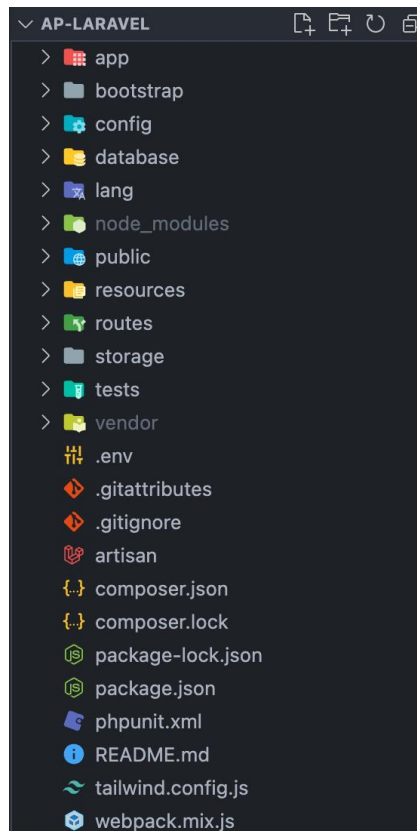 AP-LARAVEL
app
bootstrap
config
database
lang
node_modules
public
resources
routes
storage
tests
vendor
.env
.gitattributes
.gitignore
artisan
composer.json
composer.lock
package-lock.json
package.json
phpunit.xml
README.md
tailwind.config.js
webpack.mix.js